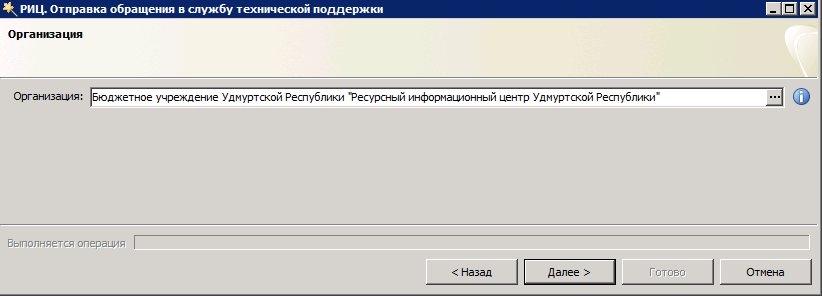 РИЦ. Отправка обращения в службу технической поддержки
Организация
Организация: Бюджетное учреждение Удмуртской Республики "Ресурсный информационный центр Удмуртской Республики" ...
Выполняется операция
< Назад Далее > Готово Отмена